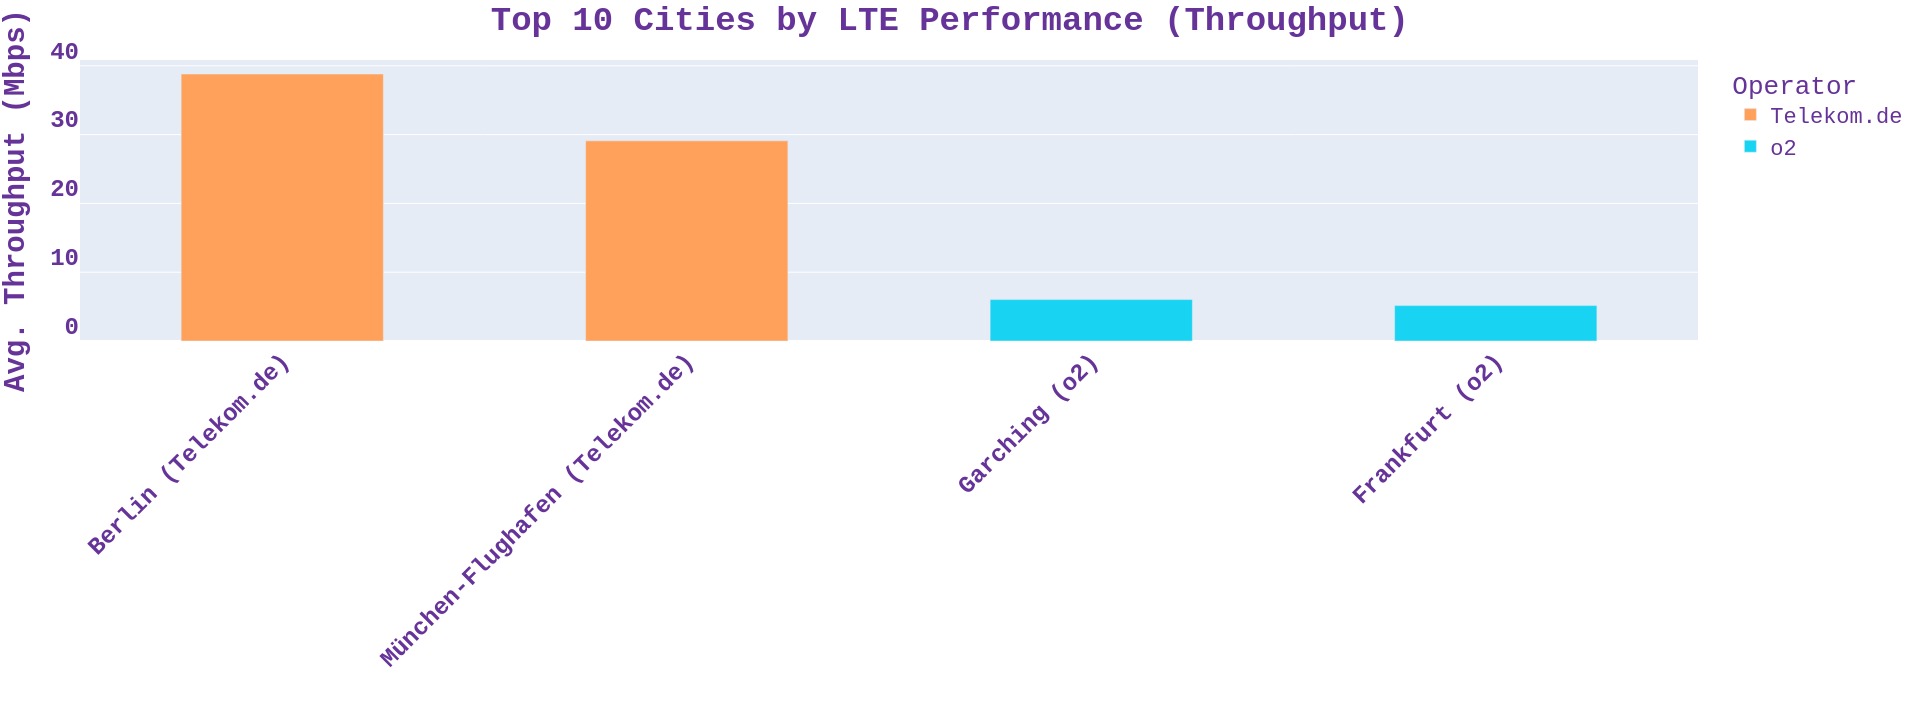 Top 10 Cities by LTE Performance (Throughput)
Avg. Throughput (Mbps)
40
30
20
10
0
Berlin (Telekom.de)
München-Flughafen (Telekom.de)
Garching (o2)
Frankfurt (o2)
Operator
Telekom.de
o2